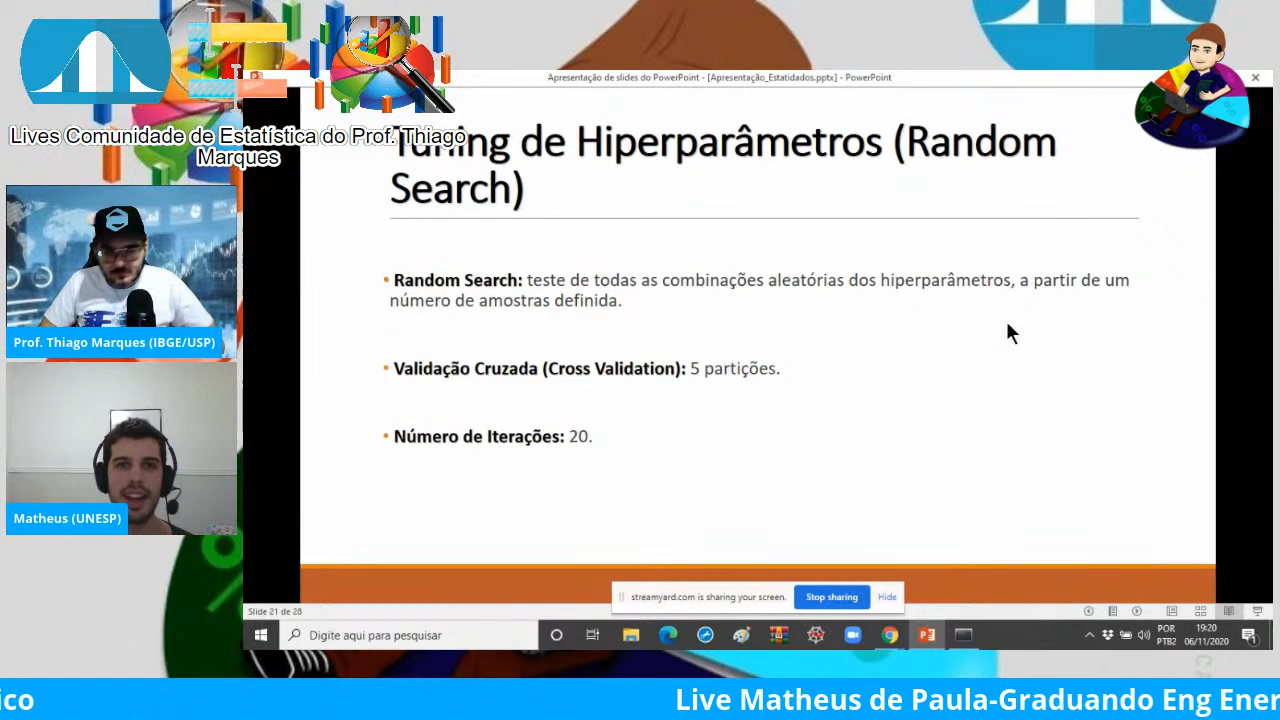 Apresentação de slides do PowerPoint - [Apresentação_Estatidados.pptx] - PowerPoint
Lives Comunidade de Estatística do Prof. Thiago
Marques
Tuning de Hiperparâmetros (Random
Search)
• Random Search: teste de todas as combinações aleatórias dos hiperparâmetros, a partir de um
número de amostras definida.
• Validação Cruzada (Cross Validation): 5 partições.
• Número de Iterações: 20.
Prof. Thiago Marques (IBGE/USP)
Matheus (UNESP)
streamyard.com is sharing your screen. Stop sharing Hide
Slide 21 de 28
Digite aqui para pesquisar
POR 19:20
PTB2 06/11/2020
ico Live Matheus de Paula-Graduando Eng Ener